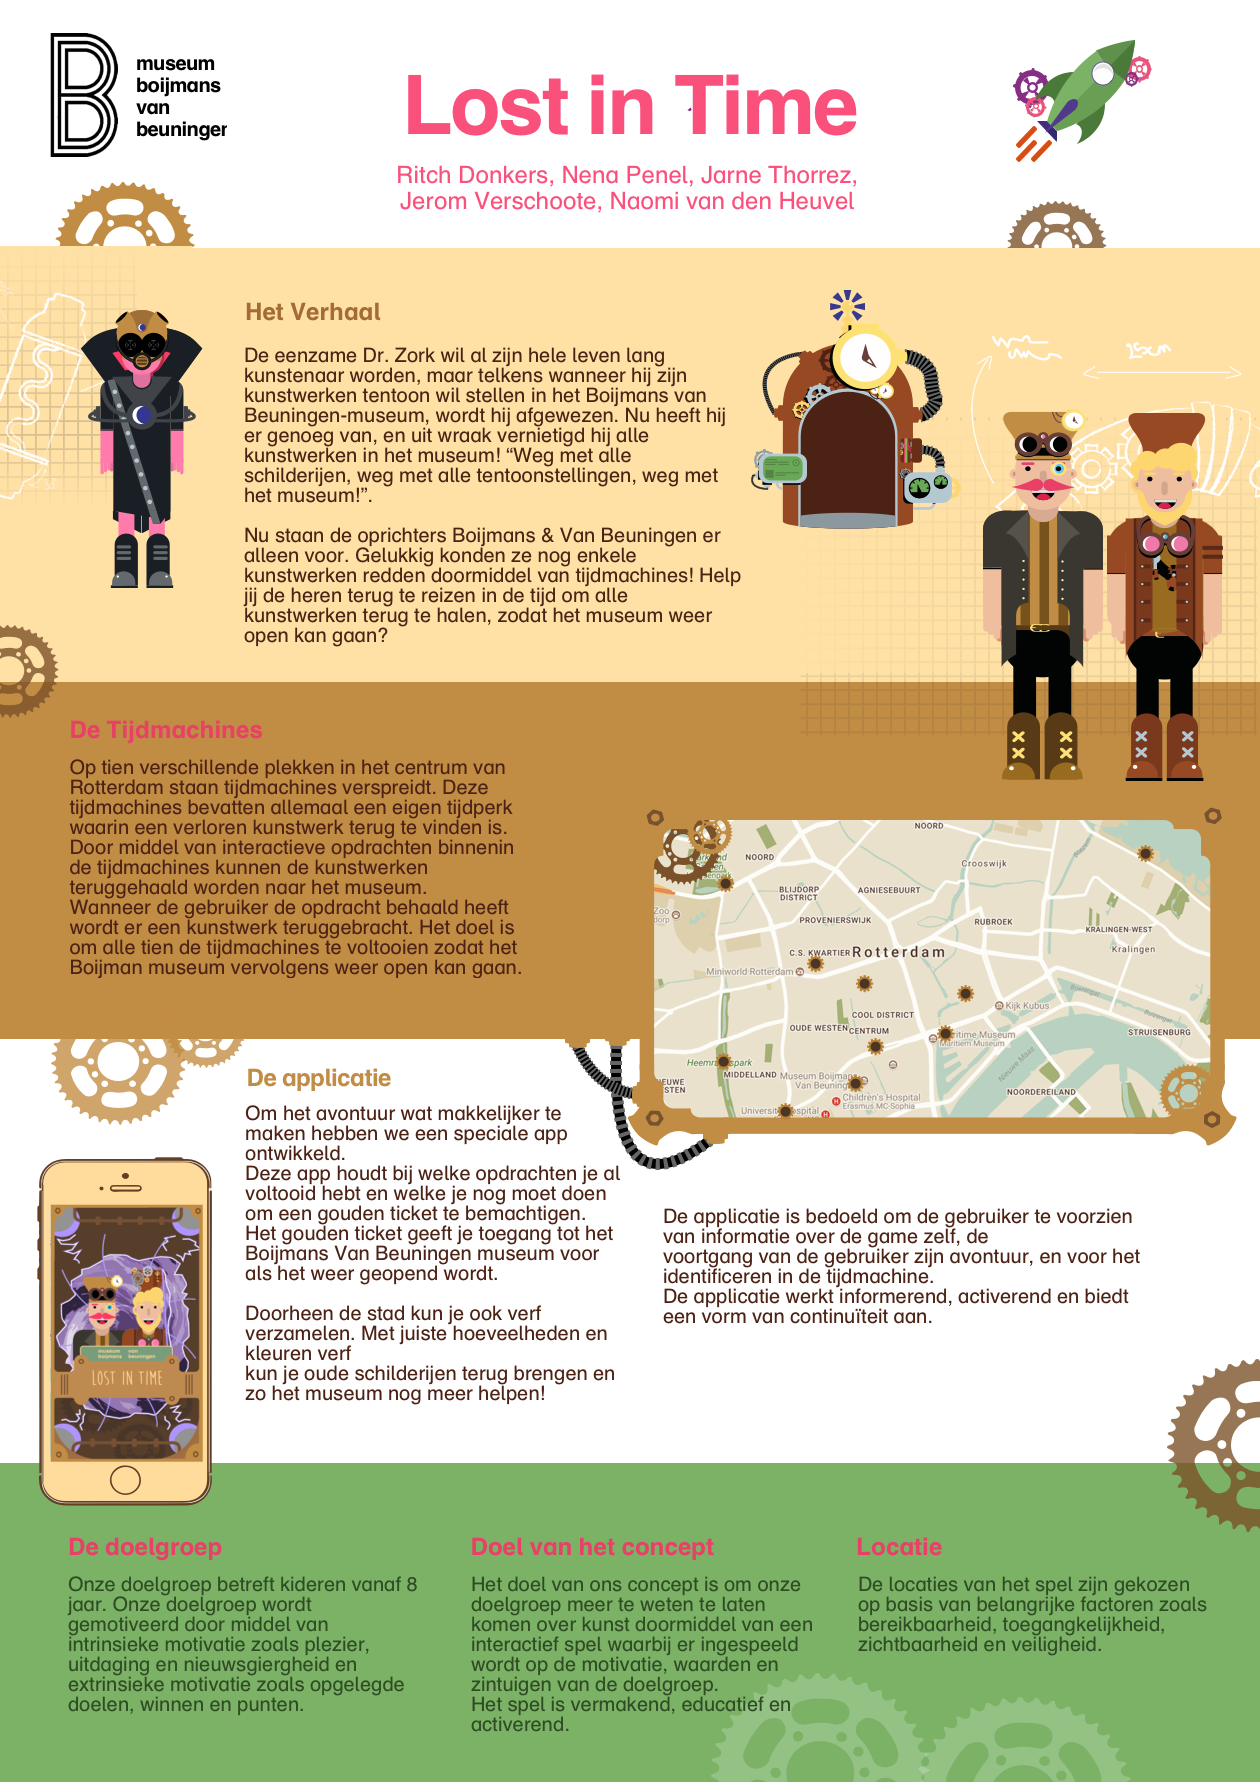 museum
boijmans
van
beuningen
Lost in Time
Ritch Donkers, Nena Penel, Jarne Thorrez,
Jerom Verschoote, Naomi van den Heuvel
Het Verhaal
De eenzame Dr. Zork wil al zijn hele leven lang
kunstenaar worden, maar telkens wanneer hij zijn
kunstwerken tentoon wil stellen in het Boijmans van
Beuningen-museum, wordt hij afgewezen. Nu heeft hij
er genoeg van, en uit wraak vernietigd hij alle
kunstwerken in het museum! “Weg met alle
schilderijen, weg met alle tentoonstellingen, weg met
het museum!”.
Nu staan de oprichters Boijmans & Van Beuningen er
alleen voor. Gelukkig konden ze nog enkele
kunstwerken redden doormiddel van tijdmachines! Help
jij de heren terug te reizen in de tijd om alle
kunstwerken terug te halen, zodat het museum weer
open kan gaan?
25cm
De Tijdmachines
Op tien verschillende plekken in het centrum van
Rotterdam staan tijdmachines verspreidt. Deze
tijdmachines bevatten allemaal een eigen tijdperk
waarin een verloren kunstwerk terug te vinden is.
Door middel van interactieve opdrachten binnenin
de tijdmachines kunnen de kunstwerken
teruggehaald worden naar het museum.
Wanneer de gebruiker de opdracht behaald heeft
wordt er een kunstwerk teruggebracht. Het doel is
om alle tien de tijdmachines te voltooien zodat het
Boijman museum vervolgens weer open kan gaan.
NOORD
NOORD
Crooswijk
BLIJDORP
DISTRICT
AGNIESEBUURT
Zoo
PROVENIERSWIJK
RUBROEK
KRALINGEN-WEST
Kralingen
C.S. KWARTIER
Rotterdam
Miniworld Rotterdam
Kijk Kubus
COOL DISTRICT
OUDE WESTEN
CENTRUM
Maritiem Museum
STRUISENBURG
Nieuwe Maas
MIDDELLAND
Museum Boijmans
Van Beuningen
NOORDEREILAND
Children's Hospital
Erasmus MC-Sophia
De applicatie
Om het avontuur wat makkelijker te
maken hebben we een speciale app
ontwikkeld.
Deze app houdt bij welke opdrachten je al
voltooid hebt en welke je nog moet doen
om een gouden ticket te bemachtigen.
Het gouden ticket geeft je toegang tot het
Boijmans Van Beuningen museum voor
als het weer geopend wordt.
Doorheen de stad kun je ook verf
verzamelen. Met juiste hoeveelheden en
kleuren verf
kun je oude schilderijen terug brengen en
zo het museum nog meer helpen!
museum van
boijmans beuningen
LOST IN TIME
De applicatie is bedoeld om de gebruiker te voorzien
van informatie over de game zelf, de
voortgang van de gebruiker zijn avontuur, en voor het
identificeren in de tijdmachine.
De applicatie werkt informerend, activerend en biedt
een vorm van continuïteit aan.
De doelgroep
Onze doelgroep betreft kideren vanaf 8
jaar. Onze doelgroep wordt
gemotiveerd door middel van
intrinsieke motivatie zoals plezier,
uitdaging en nieuwsgiergheid en
extrinsieke motivatie zoals opgelegde
doelen, winnen en punten.
Doel van het concept
Het doel van ons concept is om onze
doelgroep meer te weten te laten
komen over kunst doormiddel van een
interactief spel waarbij er ingespeeld
wordt op de motivatie, waarden en
zintuigen van de doelgroep.
Het spel is vermakend, educatief en
activerend.
Locatie
De locaties van het spel zijn gekozen
op basis van belangrijke factoren zoals
bereikbaarheid, toegangkelijkheid,
zichtbaarheid en veiligheid.